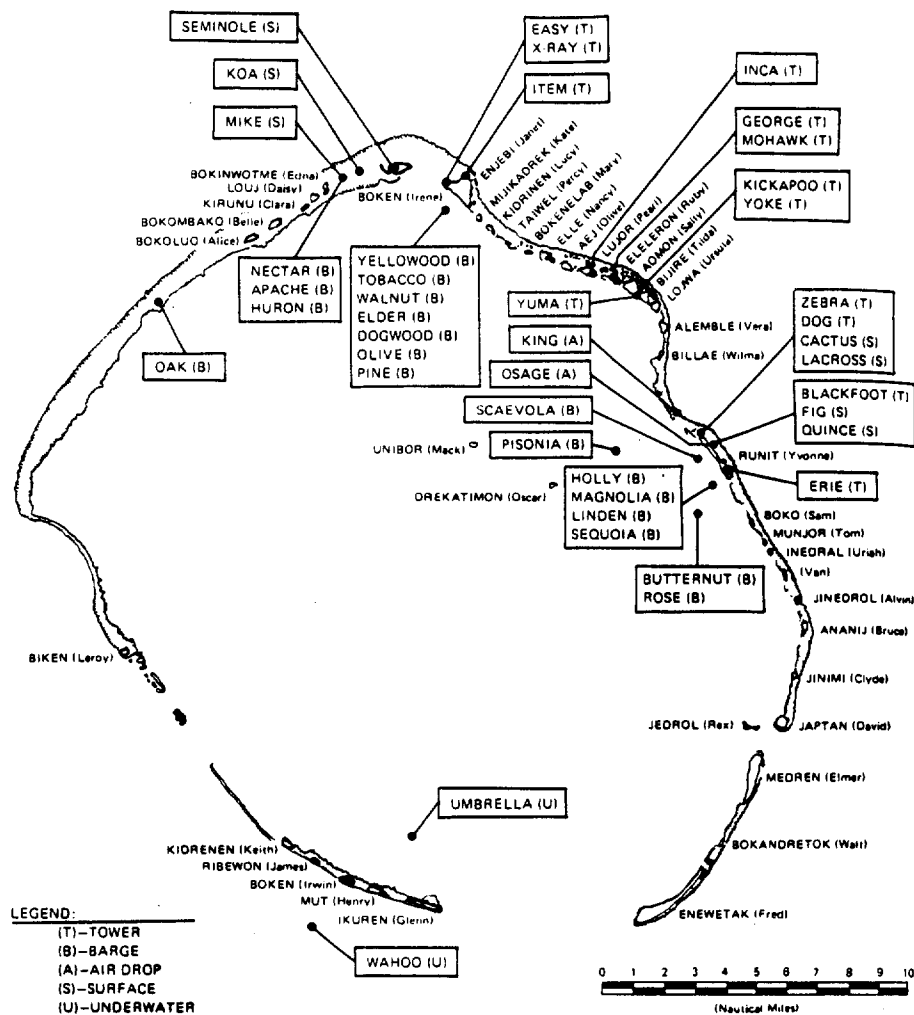 SEMINOLE (S)
KOA (S)
MIKE (S)
EASY (T)
X-RAY (T)
ITEM (T)
INCA (T)
GEORGE (T)
MOHAWK (T)
KICKAPOO (T)
YOKE (T)
BOKINWOTME (Edna)
LOUJ (Daisy)
KIRUNU (Clara)
BOKOMBAKO (Belle)
BOKOLUO (Alice)
BOKEN (Irene)
ENJEBI (Janet)
MIJIKADREK (Kate)
KIDRINEN (Lucy)
TAIWEL (Percy)
BOKENELAB (Mary)
ELLE (Nancy)
AEJ (Olive)
LUJOR (Pearl)
ELELERON (Ruby)
AOMON (Sally)
BIJIRE (Tilda)
LOJWA (Ursula)
ALEMBLE (Vera)
BILLAE (Wilma)
NECTAR (B)
APACHE (B)
HURON (B)
YELLOWOOD (B)
TOBACCO (B)
WALNUT (B)
ELDER (B)
DOGWOOD (B)
OLIVE (B)
PINE (B)
OAK (B)
YUMA (T)
KING (A)
OSAGE (A)
SCAEVOLA (B)
PISONIA (B)
ZEBRA (T)
DOG (T)
CACTUS (S)
LACROSS (S)
BLACKFOOT (T)
FIG (S)
QUINCE (S)
UNIBOR (Mack)
DREKATIMON (Oscar)
RUNIT (Yvonne)
ERIE (T)
HOLLY (B)
MAGNOLIA (B)
LINDEN (B)
SEQUOIA (B)
BUTTERNUT (B)
ROSE (B)
BOKO (Sam)
MUNJOR (Tom)
INEDRAL (Uriah)
(Van)
JINEDROL (Alvin)
ANANIJ (Bruce)
JINIMI (Clyde)
JEDROL (Rex)
JAPTAN (David)
BIKEN (Leroy)
MEDREN (Elmer)
UMBRELLA (U)
BOKANDRETOK (Walt)
KIDRENEN (Keith)
RIBEWON (James)
BOKEN (Irwin)
MUT (Henry)
IKUREN (Glenn)
ENEWETAK (Fred)
WAHOO (U)
LEGEND:
(T)–TOWER
(B)–BARGE
(A)–AIR DROP
(S)–SURFACE
(U)–UNDERWATER
0 1 2 3 4 5 6 7 8 9 10
(Nautical Miles)